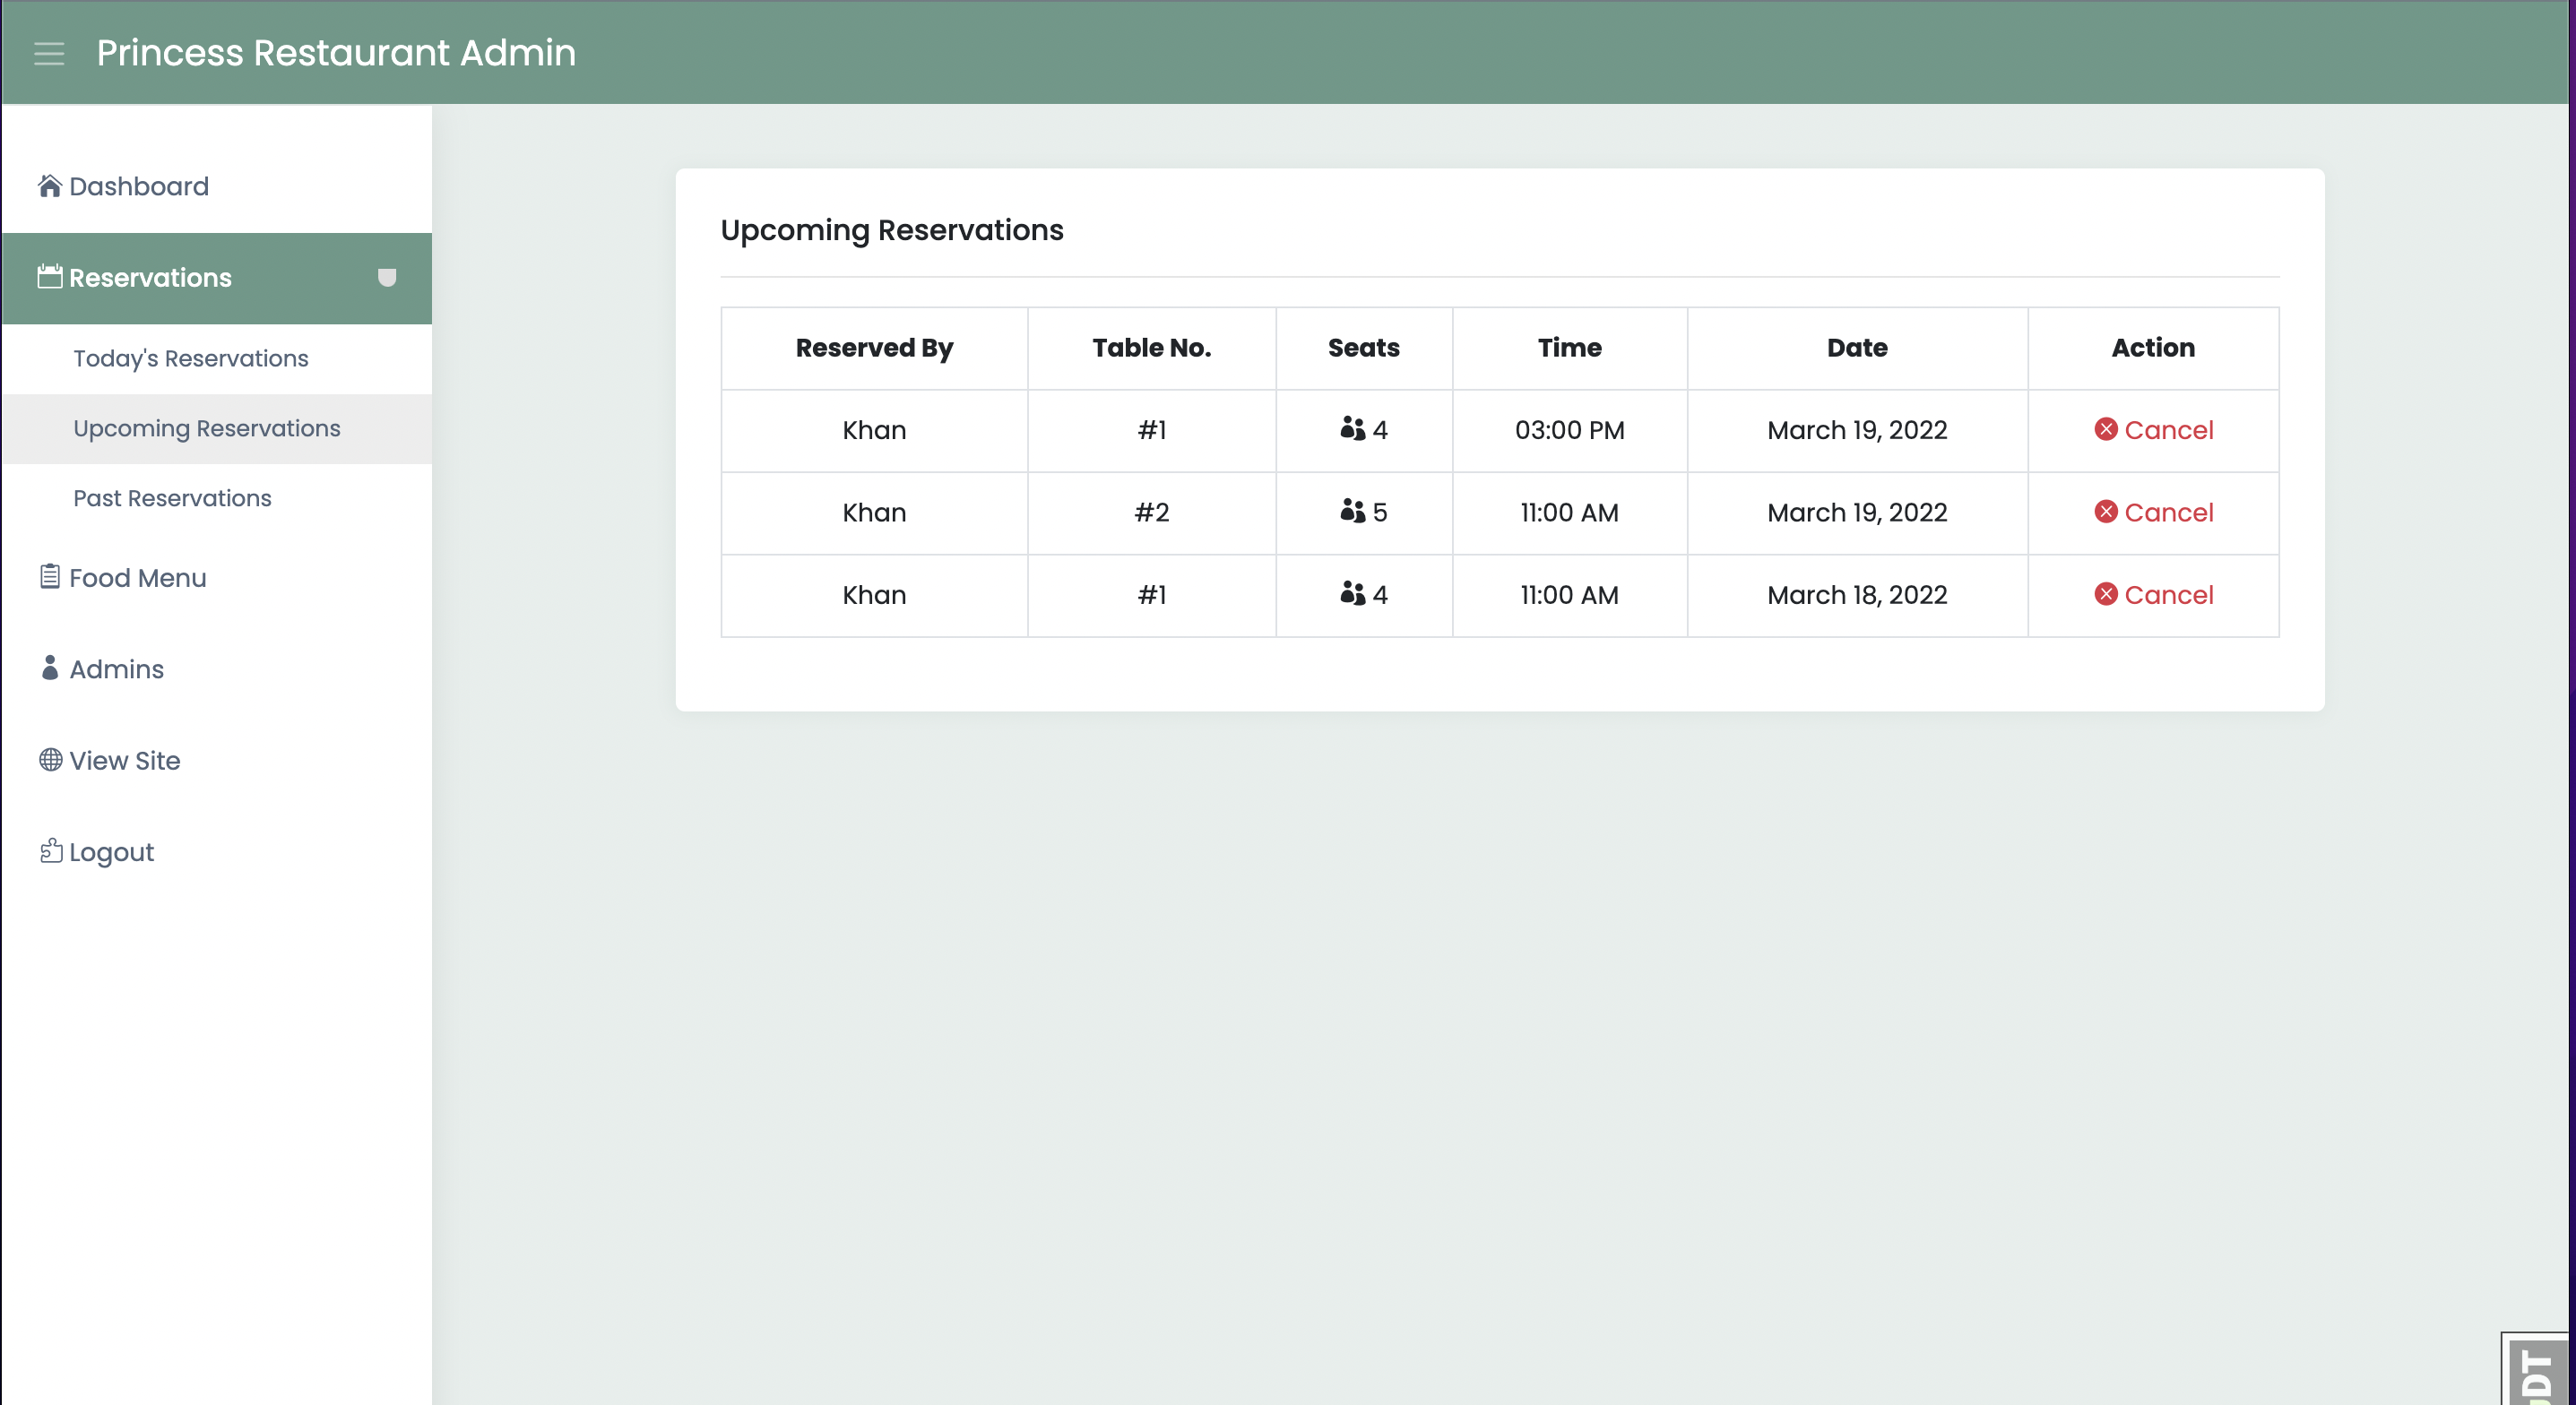 Princess Restaurant Admin
Dashboard
Reservations
Today's Reservations
Upcoming Reservations
Past Reservations
Food Menu
Admins
View Site
Logout
Upcoming Reservations
Reserved By Table No. Seats Time Date Action
Khan #1 4 03:00 PM March 19, 2022 Cancel
Khan #2 5 11:00 AM March 19, 2022 Cancel
Khan #1 4 11:00 AM March 18, 2022 Cancel